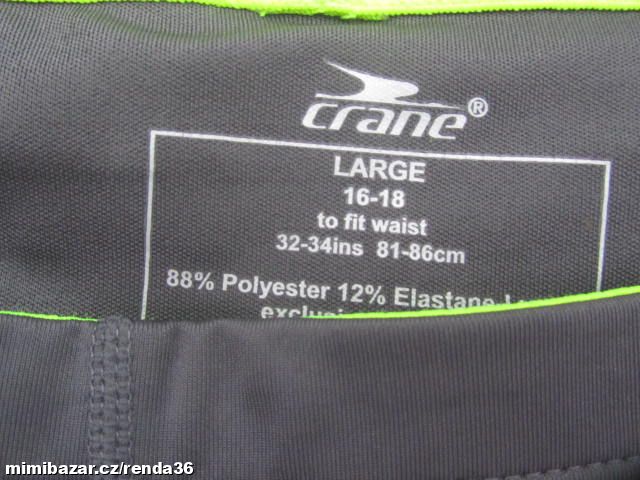 crane®
LARGE
16-18
to fit waist
32-34ins 81-86cm
88% Polyester 12% Elastane
mimibazar.cz/renda36